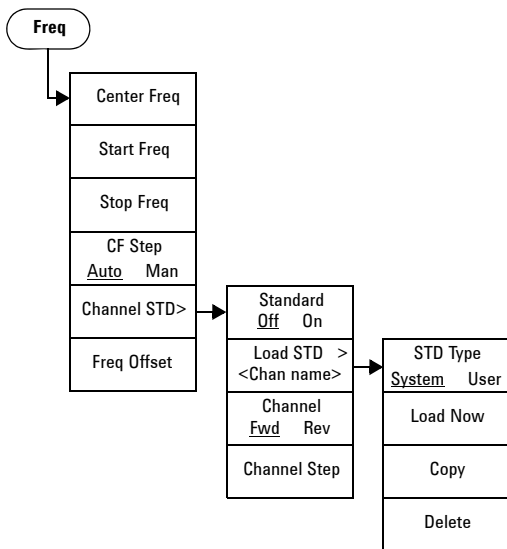 Freq
Center Freq
Start Freq
Stop Freq
CF Step
Auto Man
Channel STD>
Freq Offset
Standard
Off On
Load STD >
<Chan name>
Channel
Fwd Rev
Channel Step
STD Type
System User
Load Now
Copy
Delete